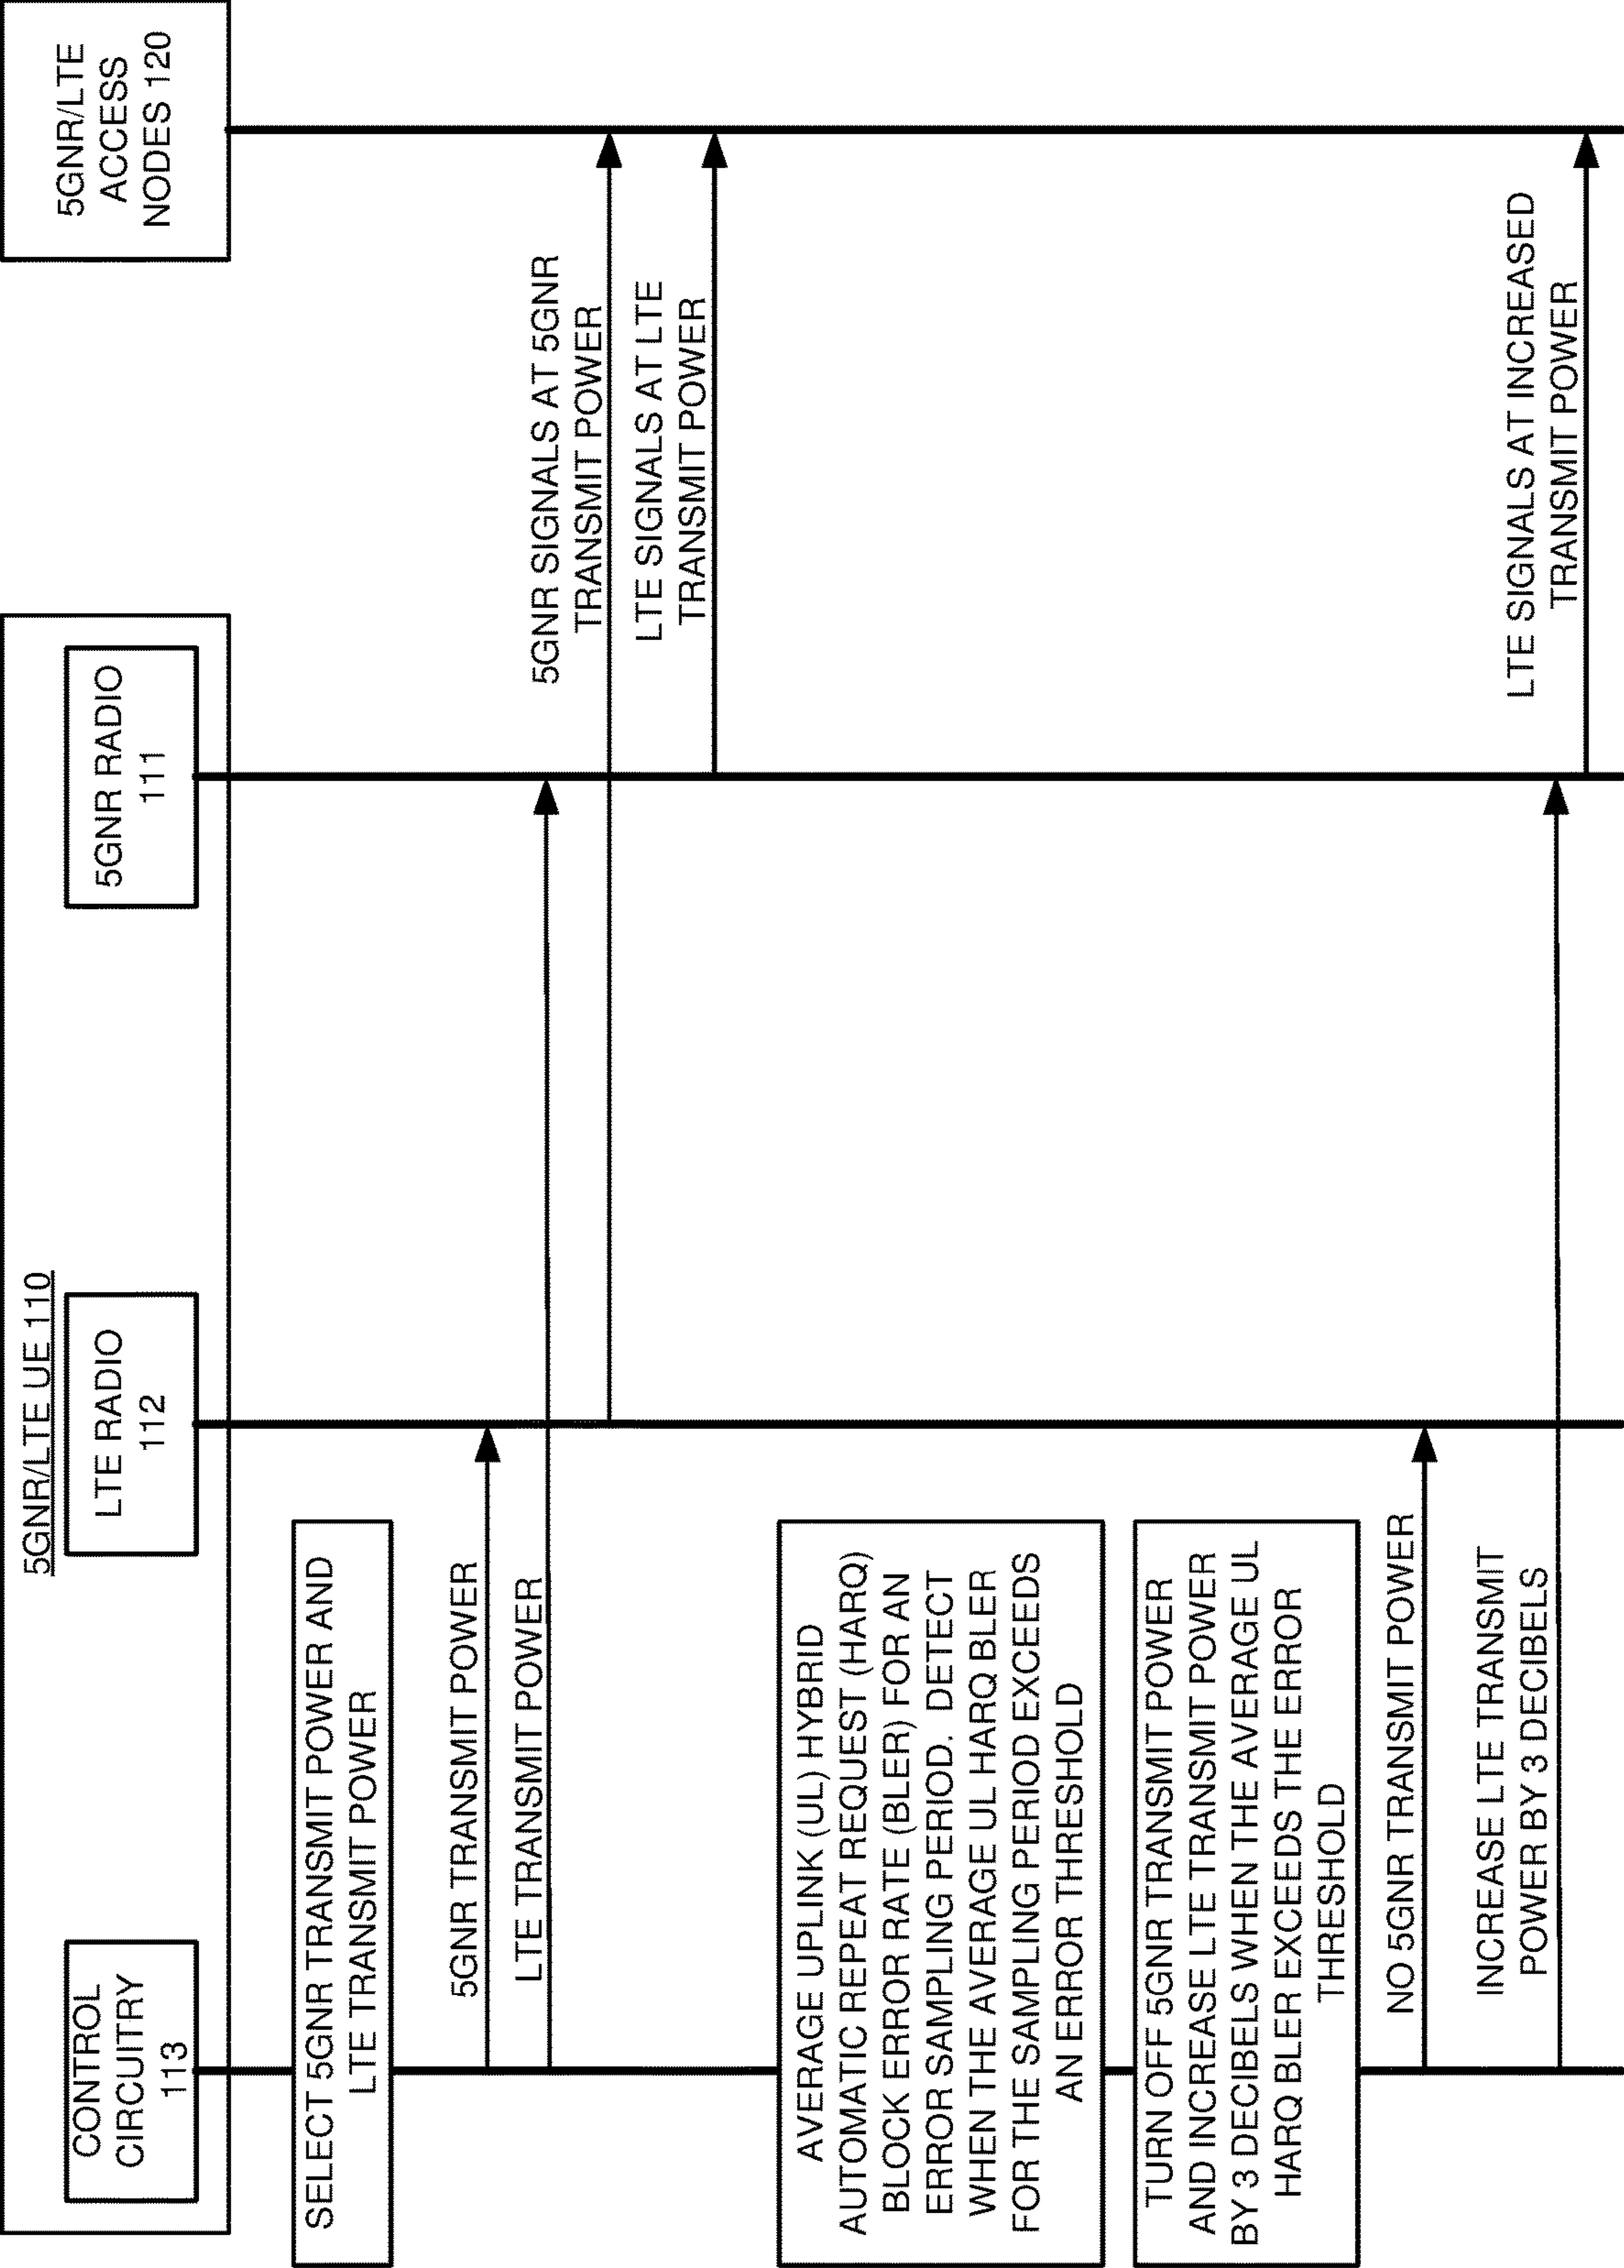 5GNR/LTE UE 110
CONTROL
CIRCUITRY
113
LTE RADIO
112
5GNR RADIO
111
5GNR/LTE
ACCESS
NODES 120
SELECT 5GNR TRANSMIT POWER AND
LTE TRANSMIT POWER
5GNR TRANSMIT POWER
LTE TRANSMIT POWER
5GNR SIGNALS AT 5GNR
TRANSMIT POWER
LTE SIGNALS AT LTE
TRANSMIT POWER
AVERAGE UPLINK (UL) HYBRID
AUTOMATIC REPEAT REQUEST (HARQ)
BLOCK ERROR RATE (BLER) FOR AN
ERROR SAMPLING PERIOD. DETECT
WHEN THE AVERAGE UL HARQ BLER
FOR THE SAMPLING PERIOD EXCEEDS
AN ERROR THRESHOLD
TURN OFF 5GNR TRANSMIT POWER
AND INCREASE LTE TRANSMIT POWER
BY 3 DECIBELS WHEN THE AVERAGE UL
HARQ BLER EXCEEDS THE ERROR
THRESHOLD
NO 5GNR TRANSMIT POWER
INCREASE LTE TRANSMIT
POWER BY 3 DECIBELS
LTE SIGNALS AT INCREASED
TRANSMIT POWER